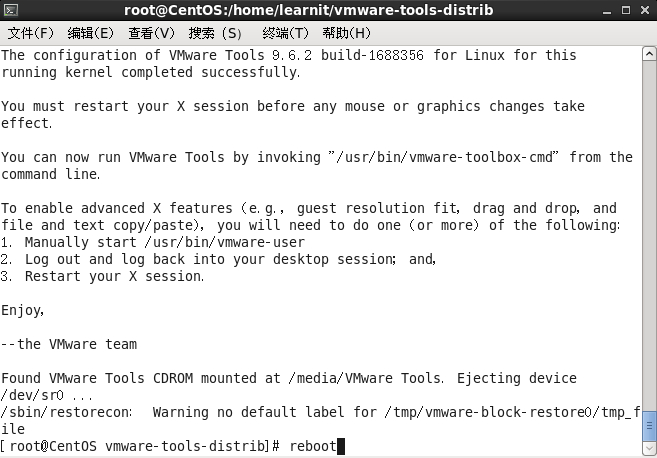 root@CentOS:/home/learnit/vmware-tools-distrib
文件(F) 编辑(E) 查看(V) 搜索 (S) 终端(T) 帮助(H)
The configuration of VMware Tools 9.6.2 build-1688356 for Linux for this
running kernel completed successfully.
You must restart your X session before any mouse or graphics changes take
effect.
You can now run VMware Tools by invoking "/usr/bin/vmware-toolbox-cmd" from the
command line.
To enable advanced X features (e.g., guest resolution fit, drag and drop, and
file and text copy/paste), you will need to do one (or more) of the following:
1. Manually start /usr/bin/vmware-user
2. Log out and log back into your desktop session; and,
3. Restart your X session.
Enjoy,
--the VMware team
Found VMware Tools CDROM mounted at /media/VMware Tools. Ejecting device
/dev/sr0 ...
/sbin/restorecon:  Warning no default label for /tmp/vmware-block-restore0/tmp_f
ile
[root@CentOS vmware-tools-distrib]# reboot